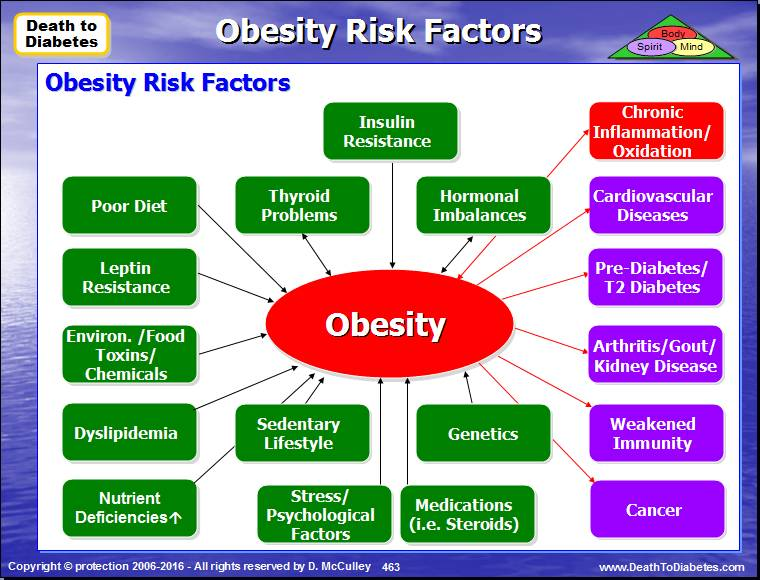 Death to
Diabetes
Obesity Risk Factors
Body
Spirit
Mind
Obesity Risk Factors
Insulin
Resistance
Chronic
Inflammation/
Oxidation
Poor Diet
Thyroid
Problems
Hormonal
Imbalances
Cardiovascular
Diseases
Leptin
Resistance
Pre-Diabetes/
T2 Diabetes
Obesity
Environ. /Food
Toxins/
Chemicals
Arthritis/Gout/
Kidney Disease
Dyslipidemia
Sedentary
Lifestyle
Genetics
Weakened
Immunity
Nutrient
Deficiencies↑
Stress/
Psychological
Factors
Medications
(i.e. Steroids)
Cancer
Copyright © protection 2006-2016 - All rights reserved by D. McCulley 463
www.DeathToDiabetes.com